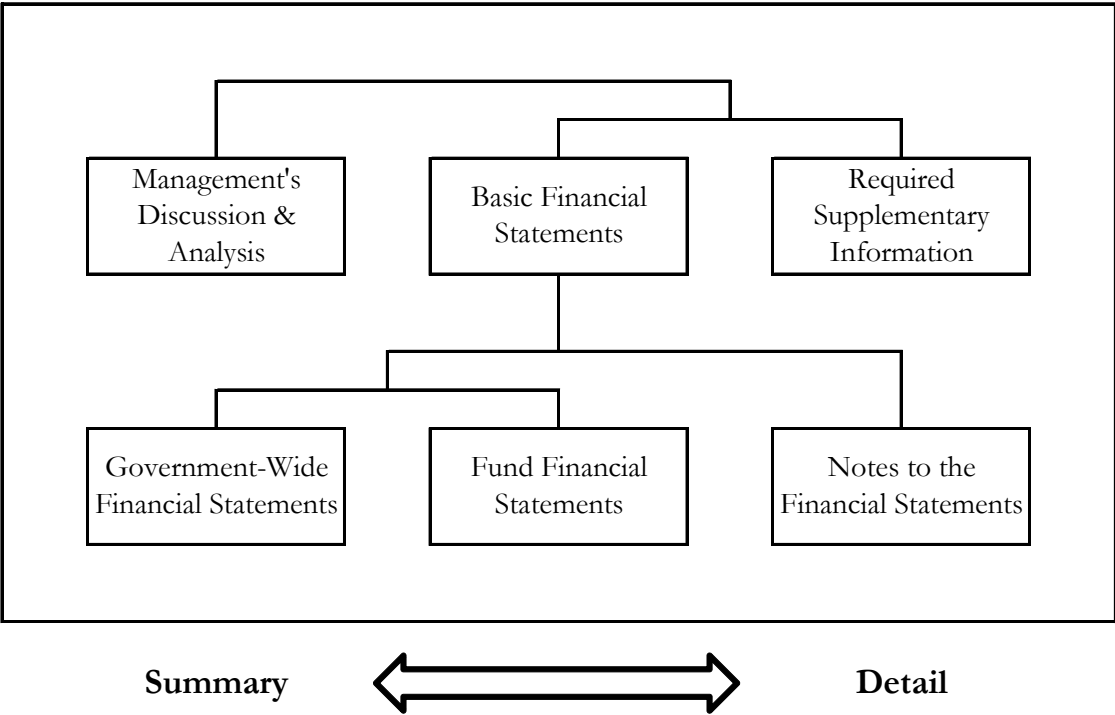 Management's
Discussion &
Analysis
Basic Financial
Statements
Required
Supplementary
Information
Government-Wide
Financial Statements
Fund Financial
Statements
Notes to the
Financial Statements
Summary
Detail